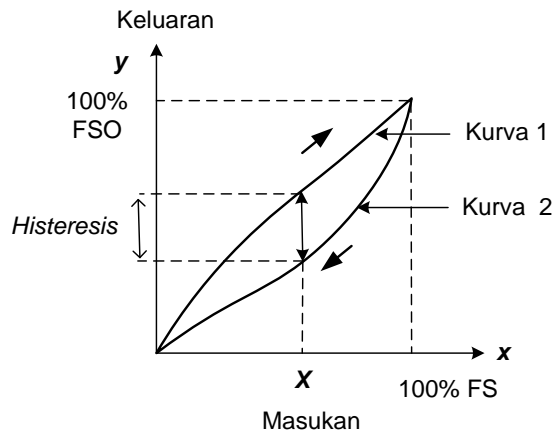 Keluaran
y
100%
FSO
Kurva 1
Histeresis
Kurva 2
x
X
100% FS
Masukan